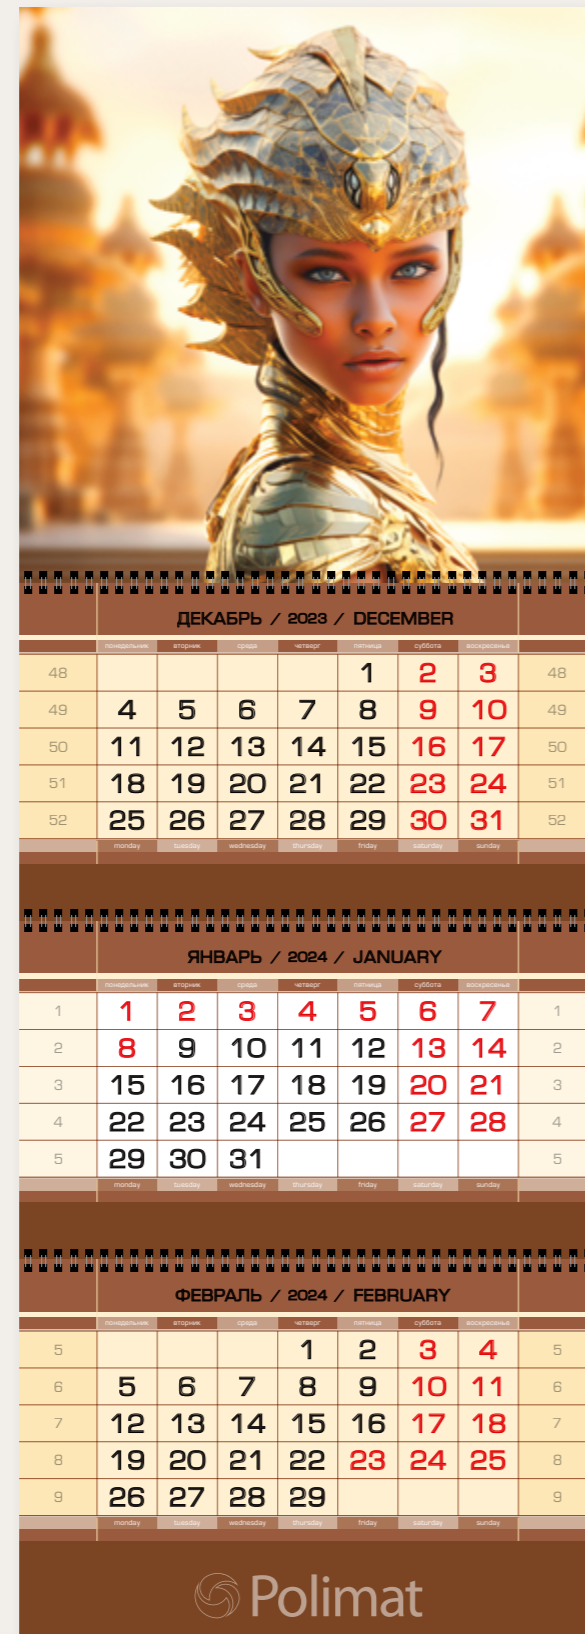 ДЕКАБРЬ / 2023 / DECEMBER
понедельник вторник среда четверг пятница суббота воскресенье
48 1 2 3 48
49 4 5 6 7 8 9 10 49
50 11 12 13 14 15 16 17 50
51 18 19 20 21 22 23 24 51
52 25 26 27 28 29 30 31 52
monday tuesday wednesday thursday friday saturday sunday
ЯНВАРЬ / 2024 / JANUARY
понедельник вторник среда четверг пятница суббота воскресенье
1 1 2 3 4 5 6 7 1
2 8 9 10 11 12 13 14 2
3 15 16 17 18 19 20 21 3
4 22 23 24 25 26 27 28 4
5 29 30 31 5
monday tuesday wednesday thursday friday saturday sunday
ФЕВРАЛЬ / 2024 / FEBRUARY
понедельник вторник среда четверг пятница суббота воскресенье
5 1 2 3 4 5
6 5 6 7 8 9 10 11 6
7 12 13 14 15 16 17 18 7
8 19 20 21 22 23 24 25 8
9 26 27 28 29 9
monday tuesday wednesday thursday friday saturday sunday
Polimat